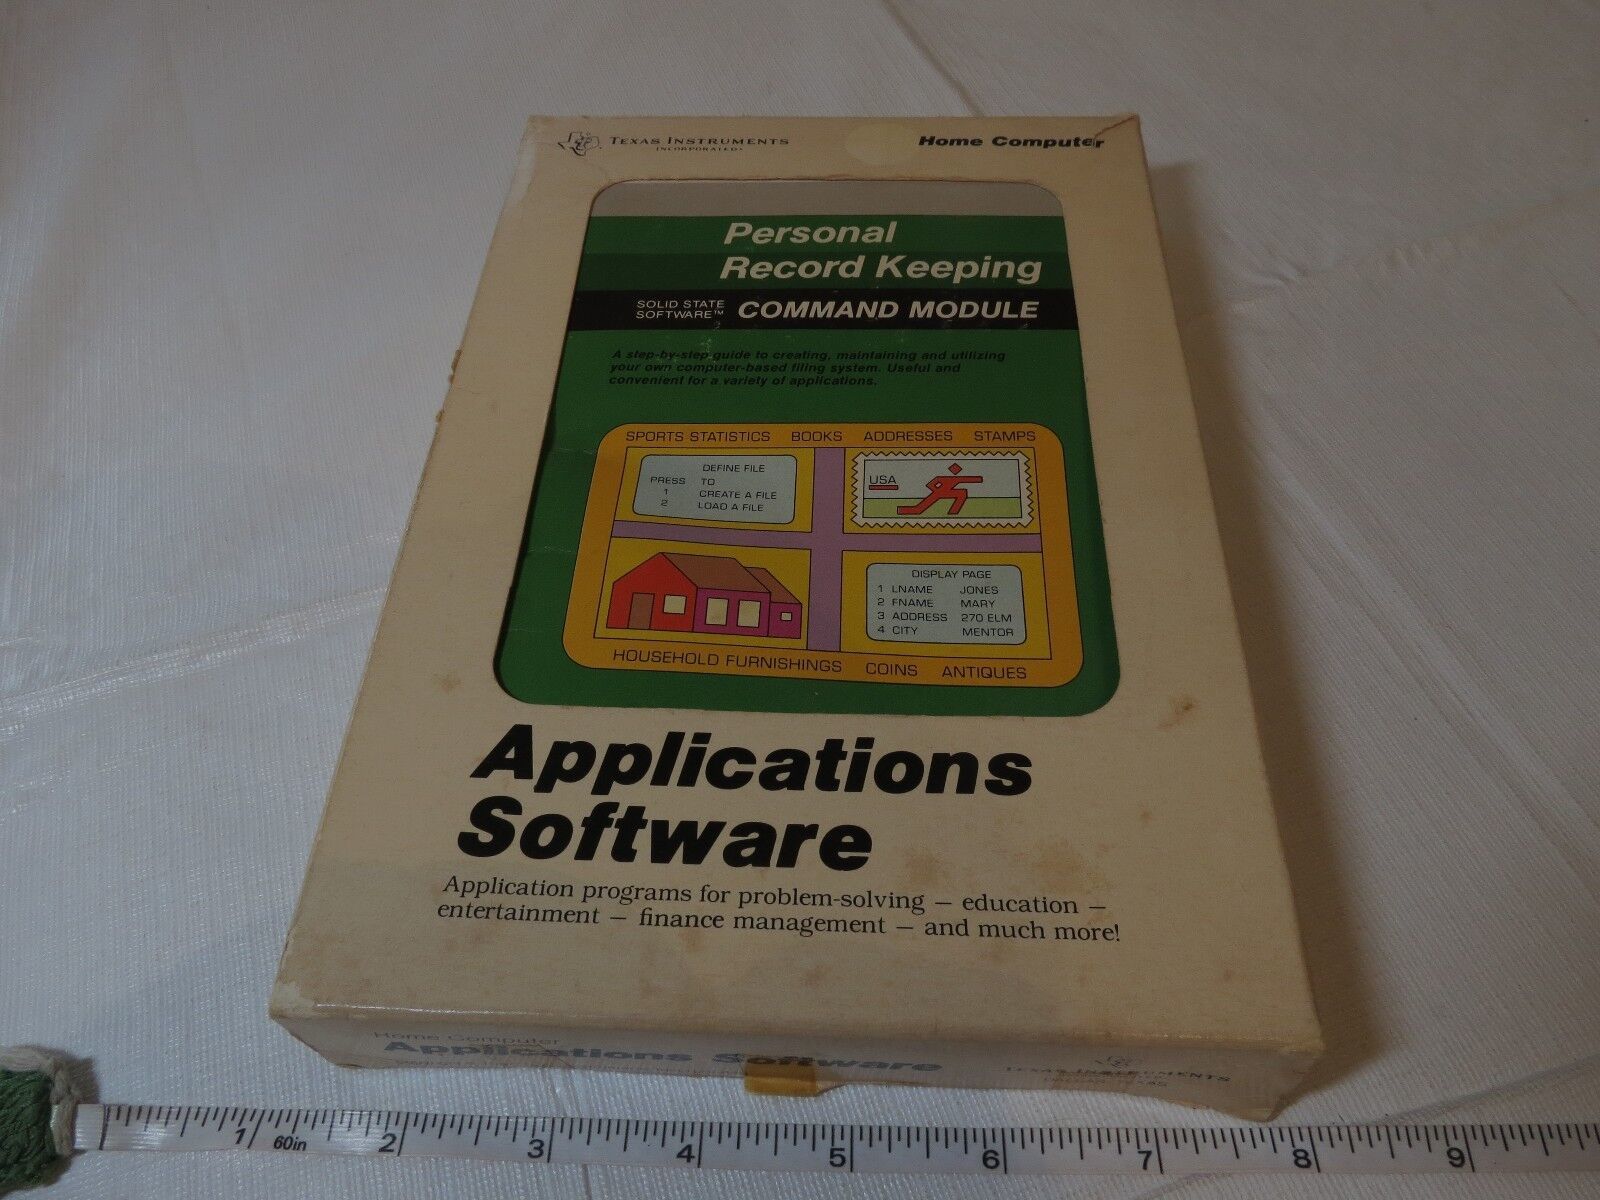 TEXAS INSTRUMENTS
INCORPORATED
Home Computer
Personal
Record Keeping
SOLID STATE
SOFTWARE™
COMMAND MODULE
A step-by-step guide to creating, maintaining and utilizing
your own computer-based filing system. Useful and
convenient for a variety of applications.
SPORTS STATISTICS BOOKS ADDRESSES STAMPS
DEFINE FILE
PRESS TO
1 CREATE A FILE
2 LOAD A FILE
USA
DISPLAY PAGE
1 LNAME JONES
2 FNAME MARY
3 ADDRESS 270 ELM
4 CITY MENTOR
HOUSEHOLD FURNISHINGS COINS ANTIQUES
Applications
Software
Application programs for problem-solving — education —
entertainment — finance management — and much more!
Home Computer
Applications Software
TEXAS INSTRUMENTS
1 60in 2 3 4 5 6 7 8 9